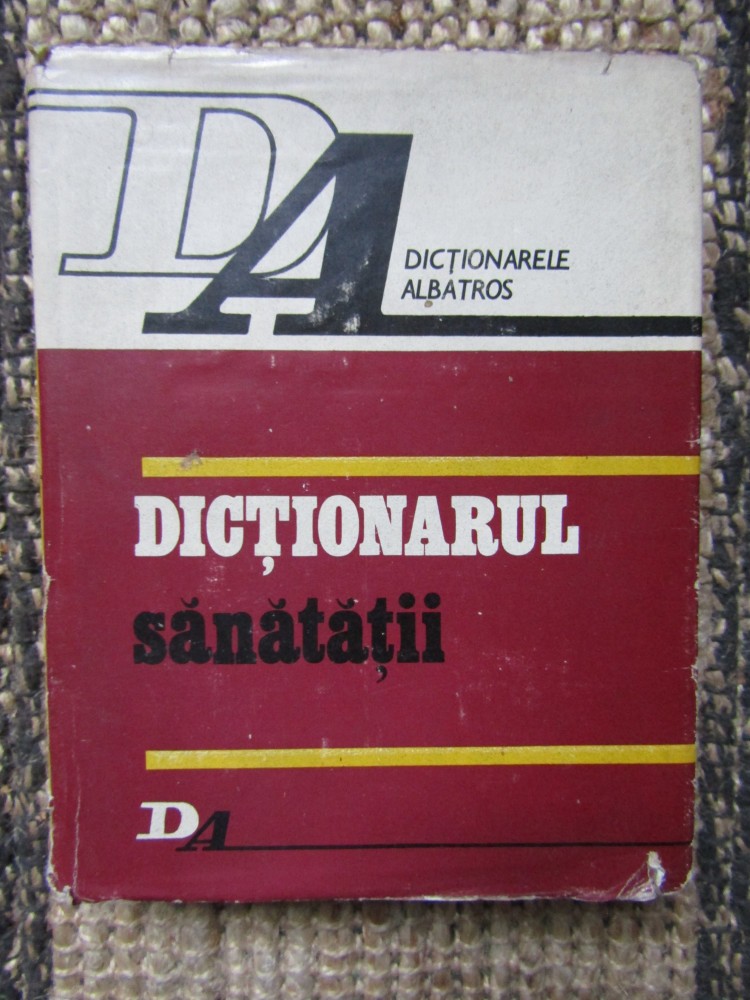 DA
DICȚIONARELE
ALBATROS
DICȚIONARUL
sănătății
DA